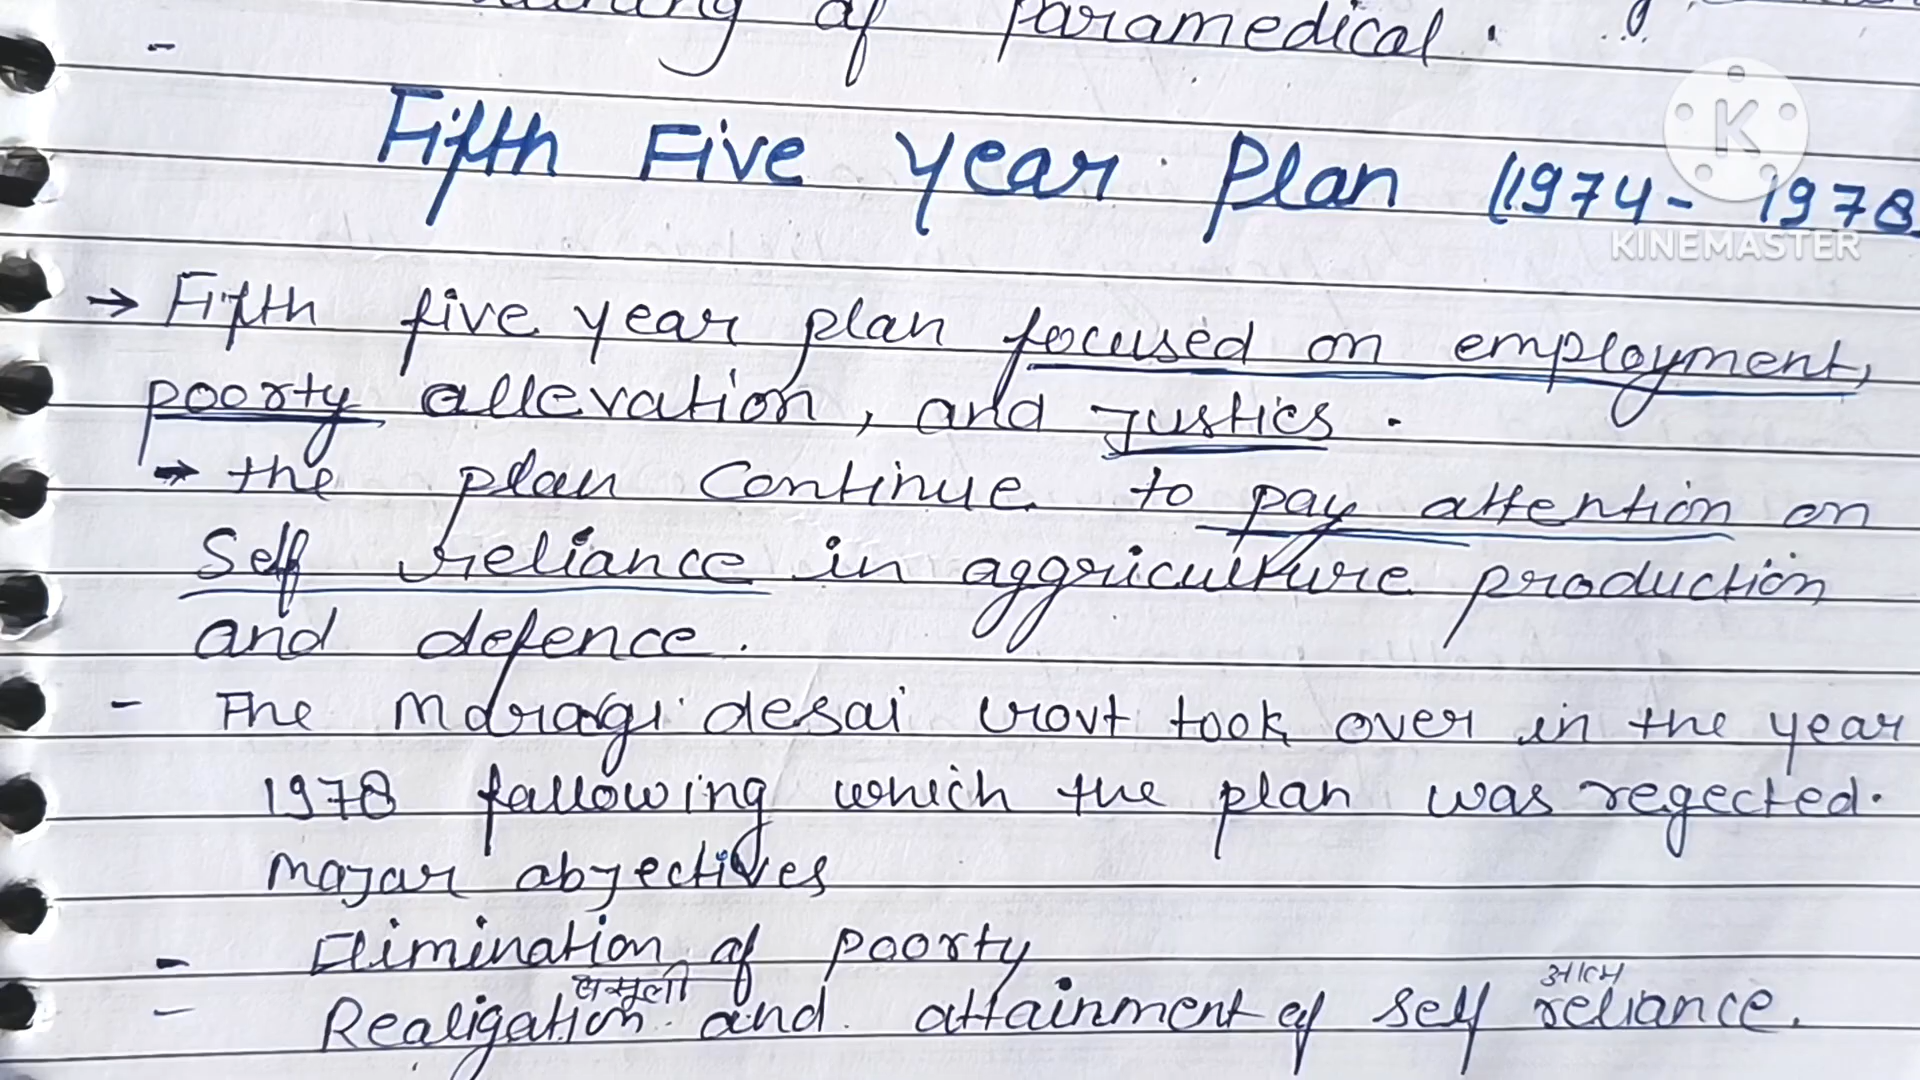 of paramedical.
Fifth Five Year Plan (1974- 1978
K
KINEMASTER
→ Fifth five year plan focused on employment,
poorty allevation, and justics.
→ the plan continue to pay attention on
Self reliance in aggriculture production
and defence.
- The Moragi desai Govt took over in the year
1978 fallowing which the plan was regected.
majar abjectives
- Elimination of poorty
वसूली आत्म
- Realigation and attainment of self reliance.